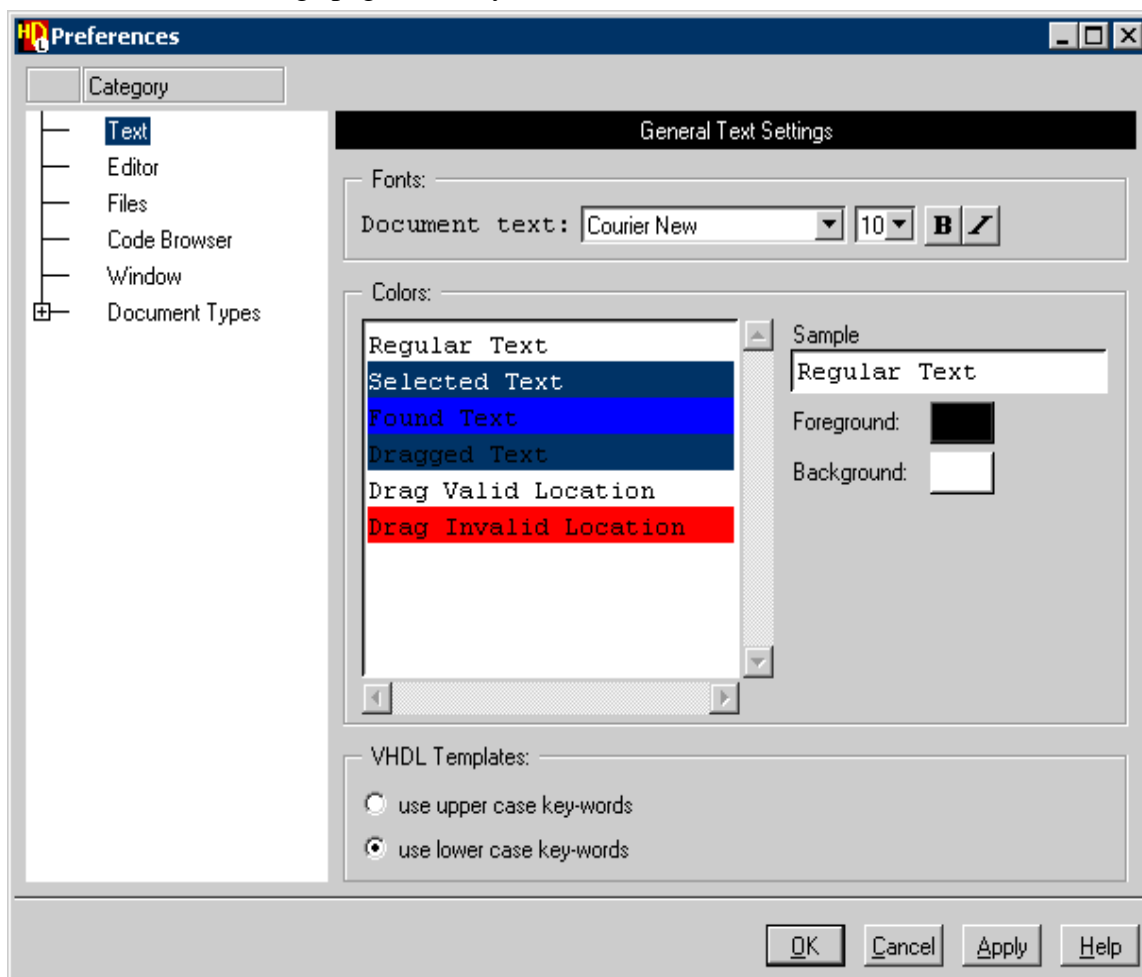 HDL Preferences
Category
Text
Editor
Files
Code Browser
Window
Document Types
General Text Settings
Fonts:
Document text: Courier New 10 B I
Colors:
Regular Text
Selected Text
Found Text
Dragged Text
Drag Valid Location
Drag Invalid Location
Sample
Regular Text
Foreground:
Background:
VHDL Templates:
use upper case key-words
use lower case key-words
OK Cancel Apply Help